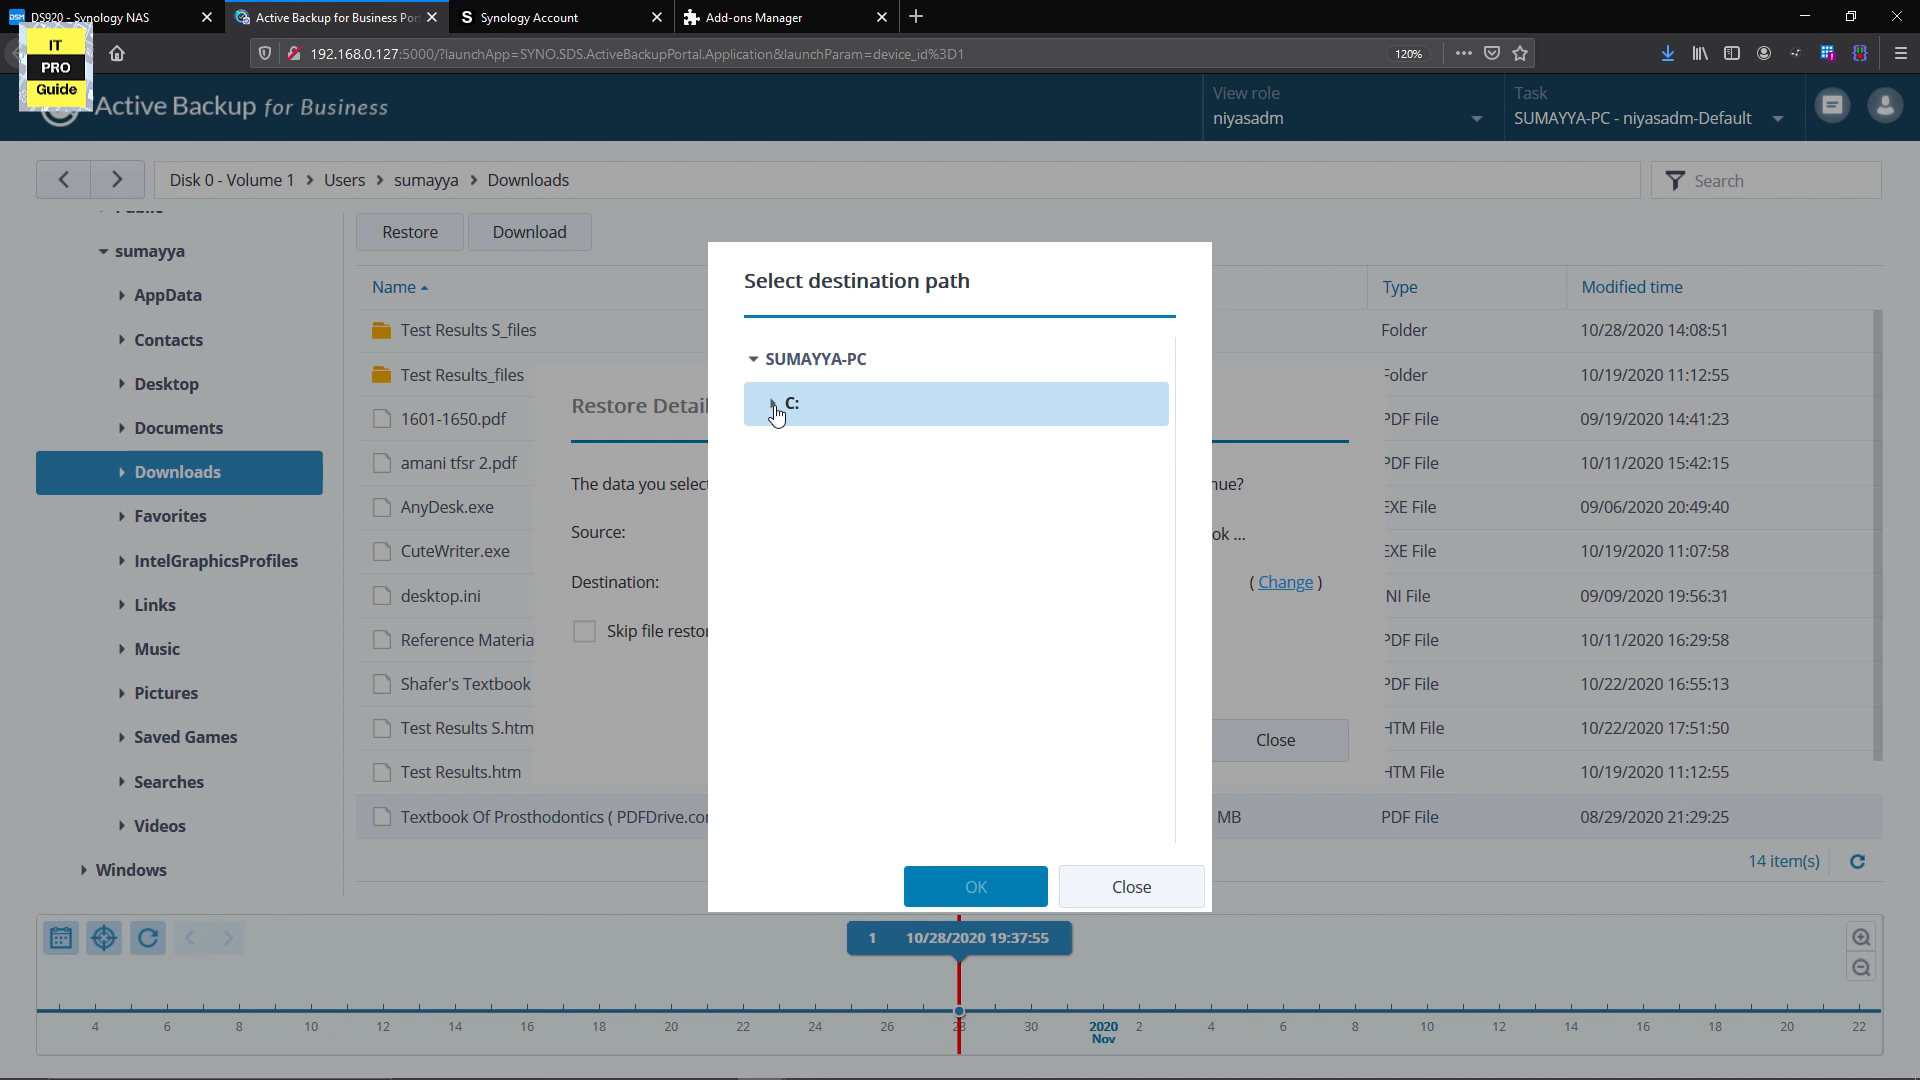 DS920 - Synology NAS
Active Backup for Business Por
Synology Account
Add-ons Manager
192.168.0.127:5000/?launchApp=SYNO.SDS.ActiveBackupPortal.Application&launchParam=device_id%3D1
120%
IT
PRO
Guide
Active Backup for Business
View role
niyasadm
Task
SUMAYYA-PC - niyasadm-Default
Disk 0 - Volume 1 > Users > sumayya > Downloads
Search
Public
sumayya
AppData
Contacts
Desktop
Documents
Downloads
Favorites
IntelGraphicsProfiles
Links
Music
Pictures
Saved Games
Searches
Videos
Windows
Restore
Download
Name
Type
Modified time
Test Results S_files
Folder
10/28/2020 14:08:51
Test Results_files
Folder
10/19/2020 11:12:55
1601-1650.pdf
PDF File
09/19/2020 14:41:23
amani tfsr 2.pdf
PDF File
10/11/2020 15:42:15
AnyDesk.exe
EXE File
09/06/2020 20:49:40
CuteWriter.exe
EXE File
10/19/2020 11:07:58
desktop.ini
INI File
09/09/2020 19:56:31
Reference Materia
PDF File
10/11/2020 16:29:58
Shafer's Textbook
PDF File
10/22/2020 16:55:13
Test Results S.htm
HTM File
10/22/2020 17:51:50
Test Results.htm
HTM File
10/19/2020 11:12:55
Textbook Of Prosthodontics ( PDFDrive.co
MB
PDF File
08/29/2020 21:29:25
14 item(s)
Restore Detail
The data you select
nue?
Source:
ok ...
Destination:
( Change )
Skip file restor
Close
Select destination path
SUMAYYA-PC
C:
OK
Close
1 10/28/2020 19:37:55
4 6 8 10 12 14 16 18 20 22 24 26 28 30 2020 2 4 6 8 10 12 14 16 18 20 22
Nov